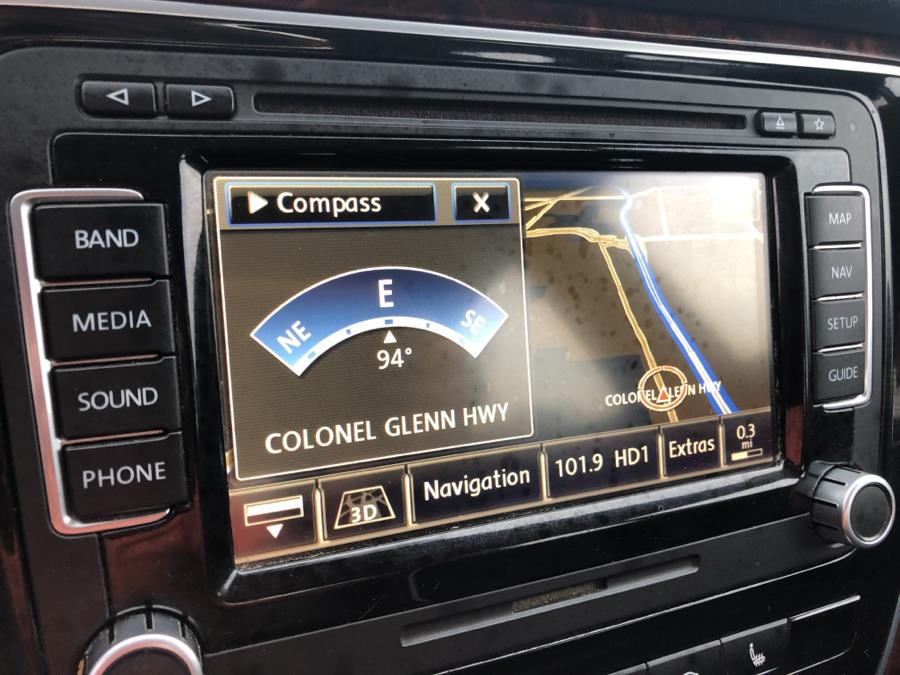 BAND
MEDIA
SOUND
PHONE
Compass
X
NE
E
SE
94°
COLONEL GLENN HWY
COLONEL GLENN HWY
3D
Navigation
101.9 HD1
Extras
0.3
mi
MAP
NAV
SETUP
GUIDE